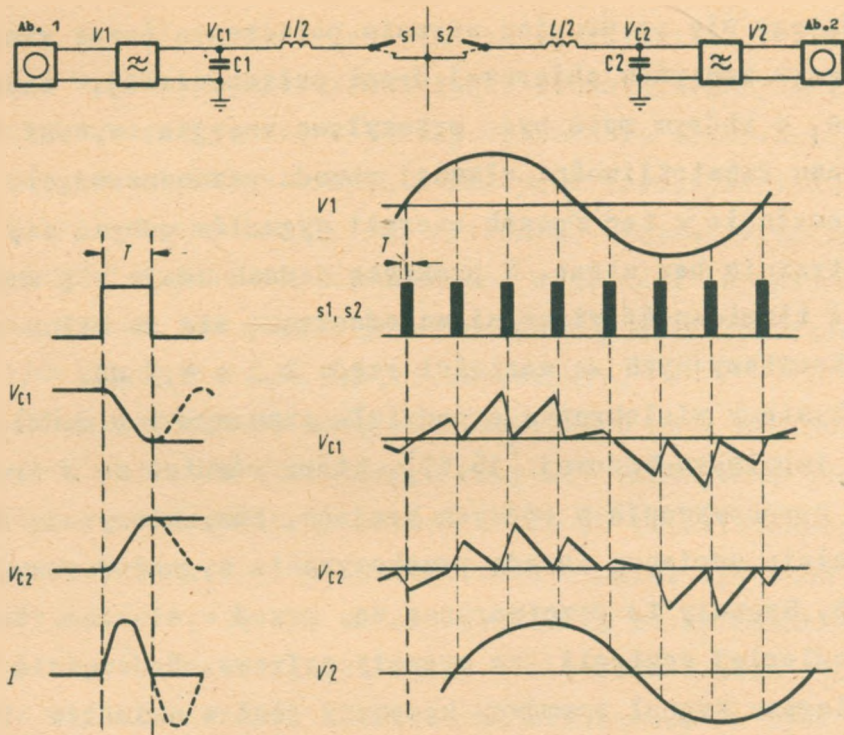 Ab. 1 V1 VC1 L/2 s1 s2 L/2 VC2 V2 Ab.2
C1 C2
V1
T T
s1, s2
VC1 VC1
VC2 VC2
I V2